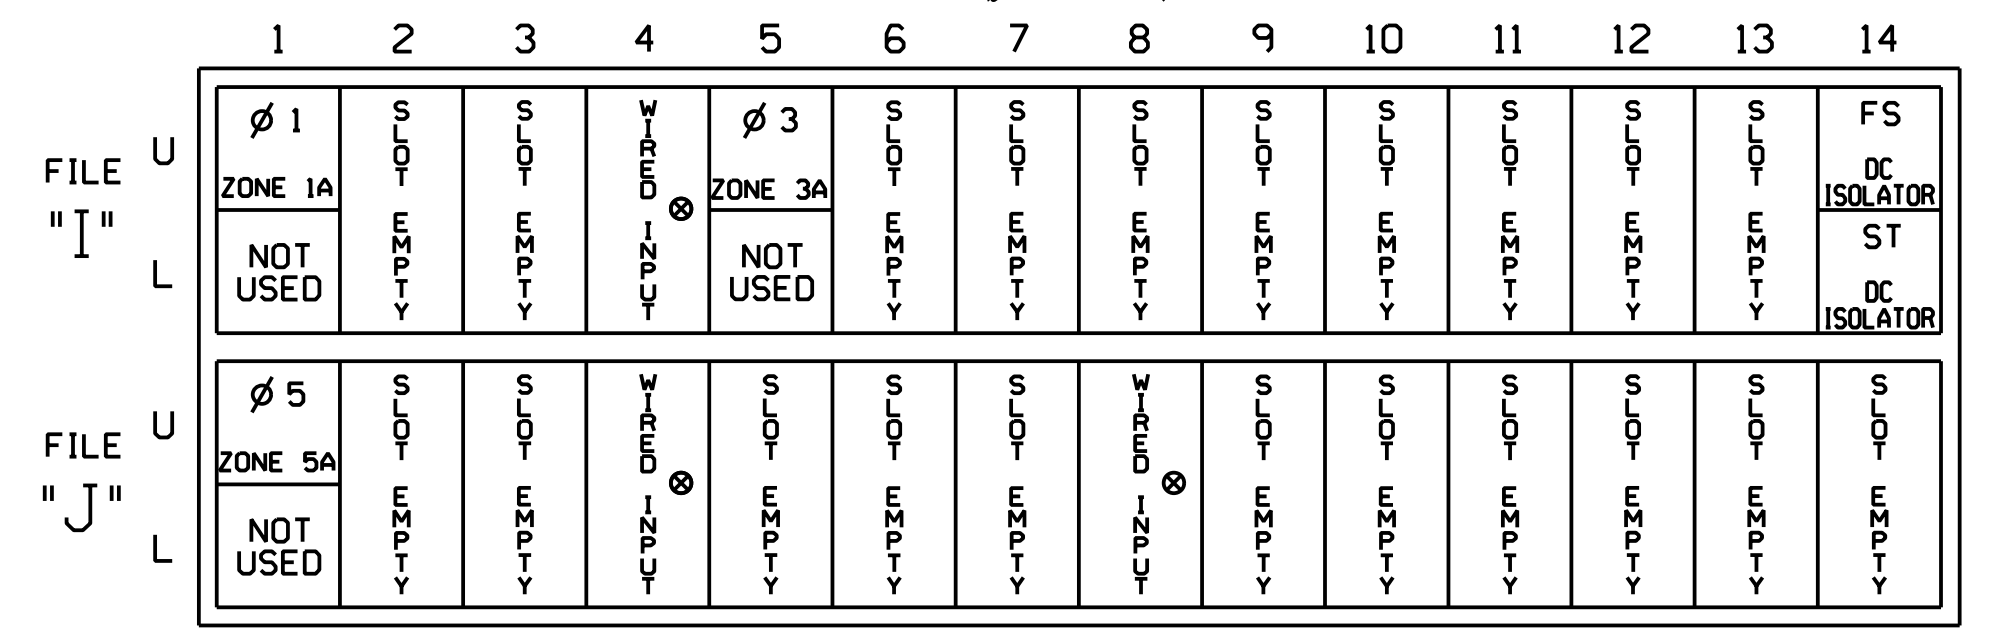 1 2 3 4 5 6 7 8 9 10 11 12 13 14
FILE "I"
U
L
Ø 1
ZONE 1A
NOT
USED
SLOT EMPTY
SLOT EMPTY
WIRED INPUT
Ø 3
ZONE 3A
NOT
USED
SLOT EMPTY
SLOT EMPTY
SLOT EMPTY
SLOT EMPTY
SLOT EMPTY
SLOT EMPTY
SLOT EMPTY
SLOT EMPTY
FS
DC
ISOLATOR
ST
DC
ISOLATOR
FILE "J"
U
L
Ø 5
ZONE 5A
NOT
USED
SLOT EMPTY
SLOT EMPTY
WIRED INPUT
SLOT EMPTY
SLOT EMPTY
SLOT EMPTY
WIRED INPUT
SLOT EMPTY
SLOT EMPTY
SLOT EMPTY
SLOT EMPTY
SLOT EMPTY
SLOT EMPTY